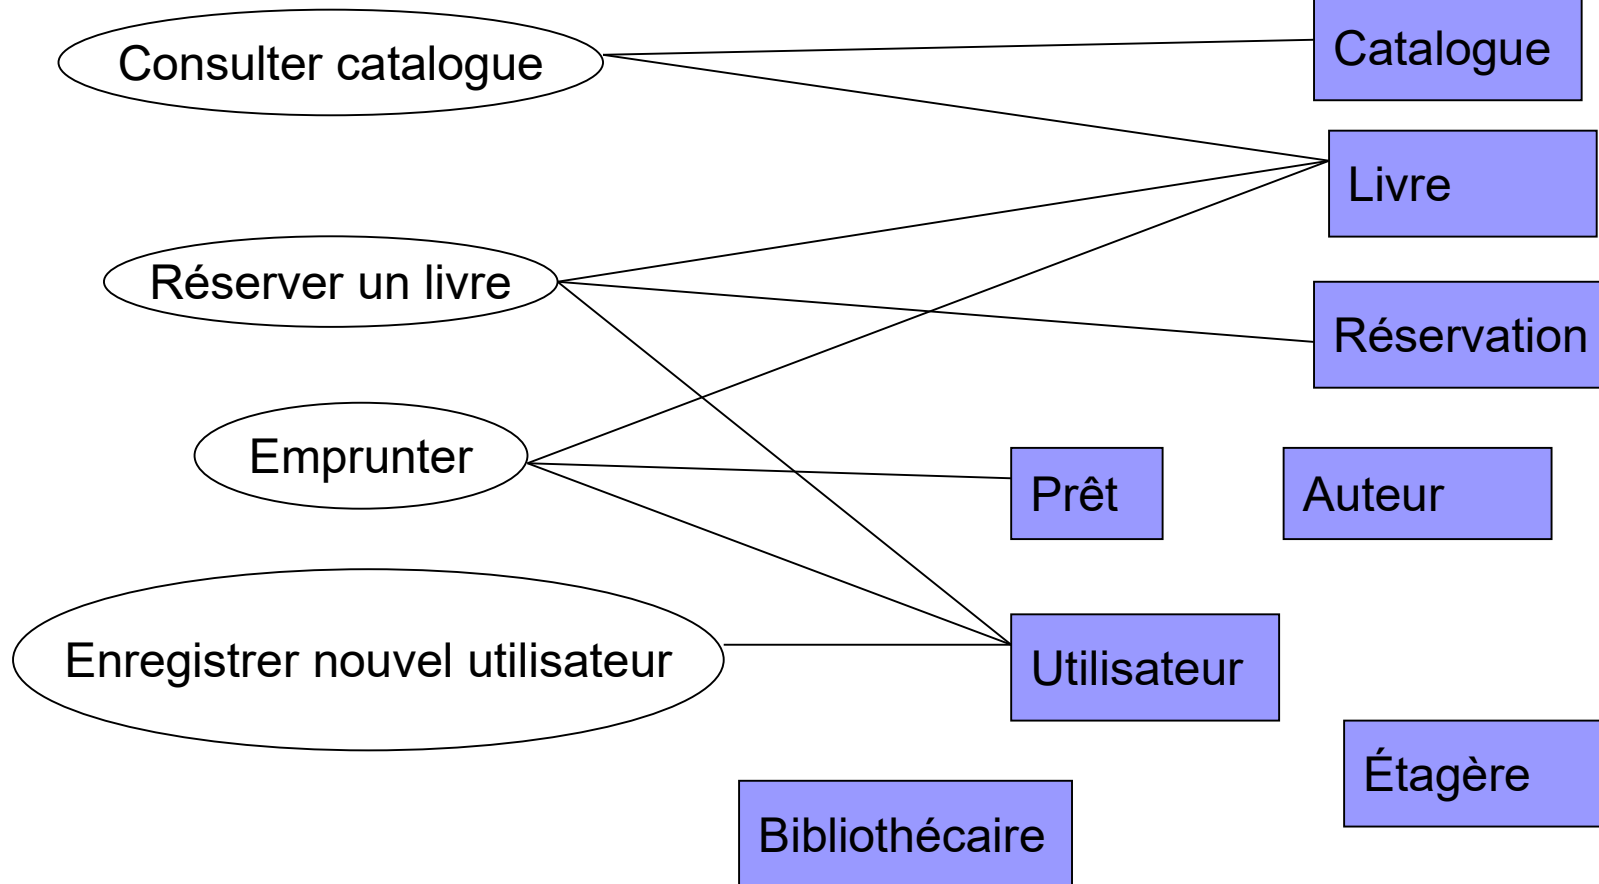 Consulter catalogue
Catalogue
Livre
Réserver un livre
Réservation
Emprunter
Prêt
Auteur
Enregistrer nouvel utilisateur
Utilisateur
Étagère
Bibliothécaire